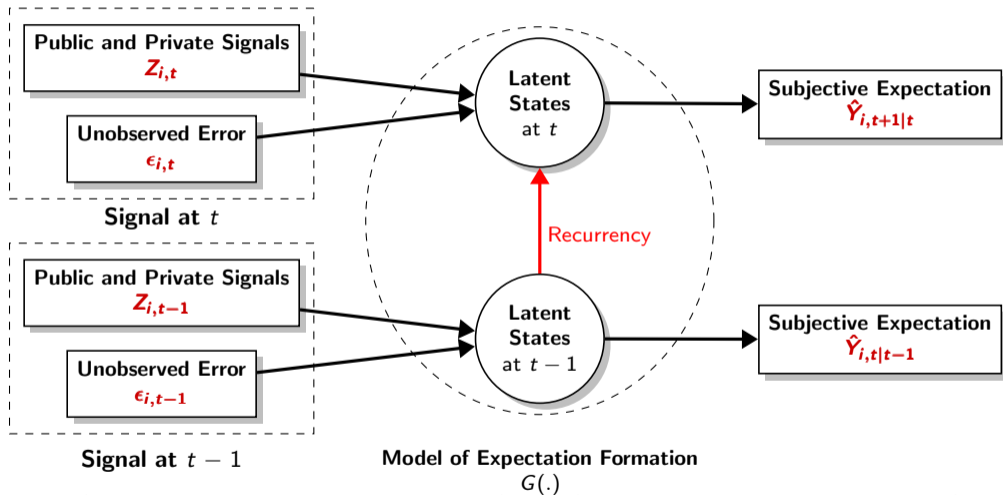 Public and Private Signals
Z_{i,t}
Unobserved Error
ϵ_{i,t}
Signal at t
Latent
States
at t
Subjective Expectation
Ŷ_{i,t+1|t}
Recurrency
Public and Private Signals
Z_{i,t−1}
Unobserved Error
ϵ_{i,t−1}
Signal at t − 1
Latent
States
at t − 1
Subjective Expectation
Ŷ_{i,t|t−1}
Model of Expectation Formation
G(.)